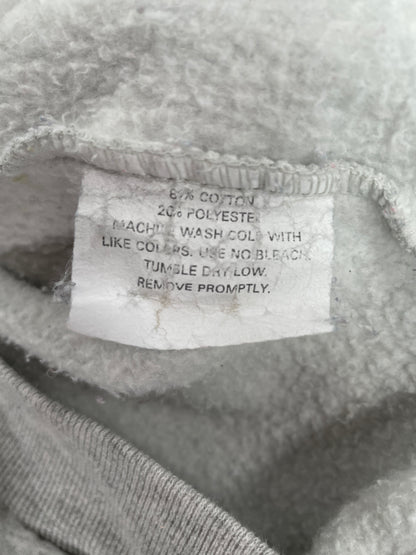 COTTON
20% POLYESTER
MACHINE WASH COLD WITH
LIKE COLORS. USE NO BLEACH.
TUMBLE DRY LOW.
REMOVE PROMPTLY.